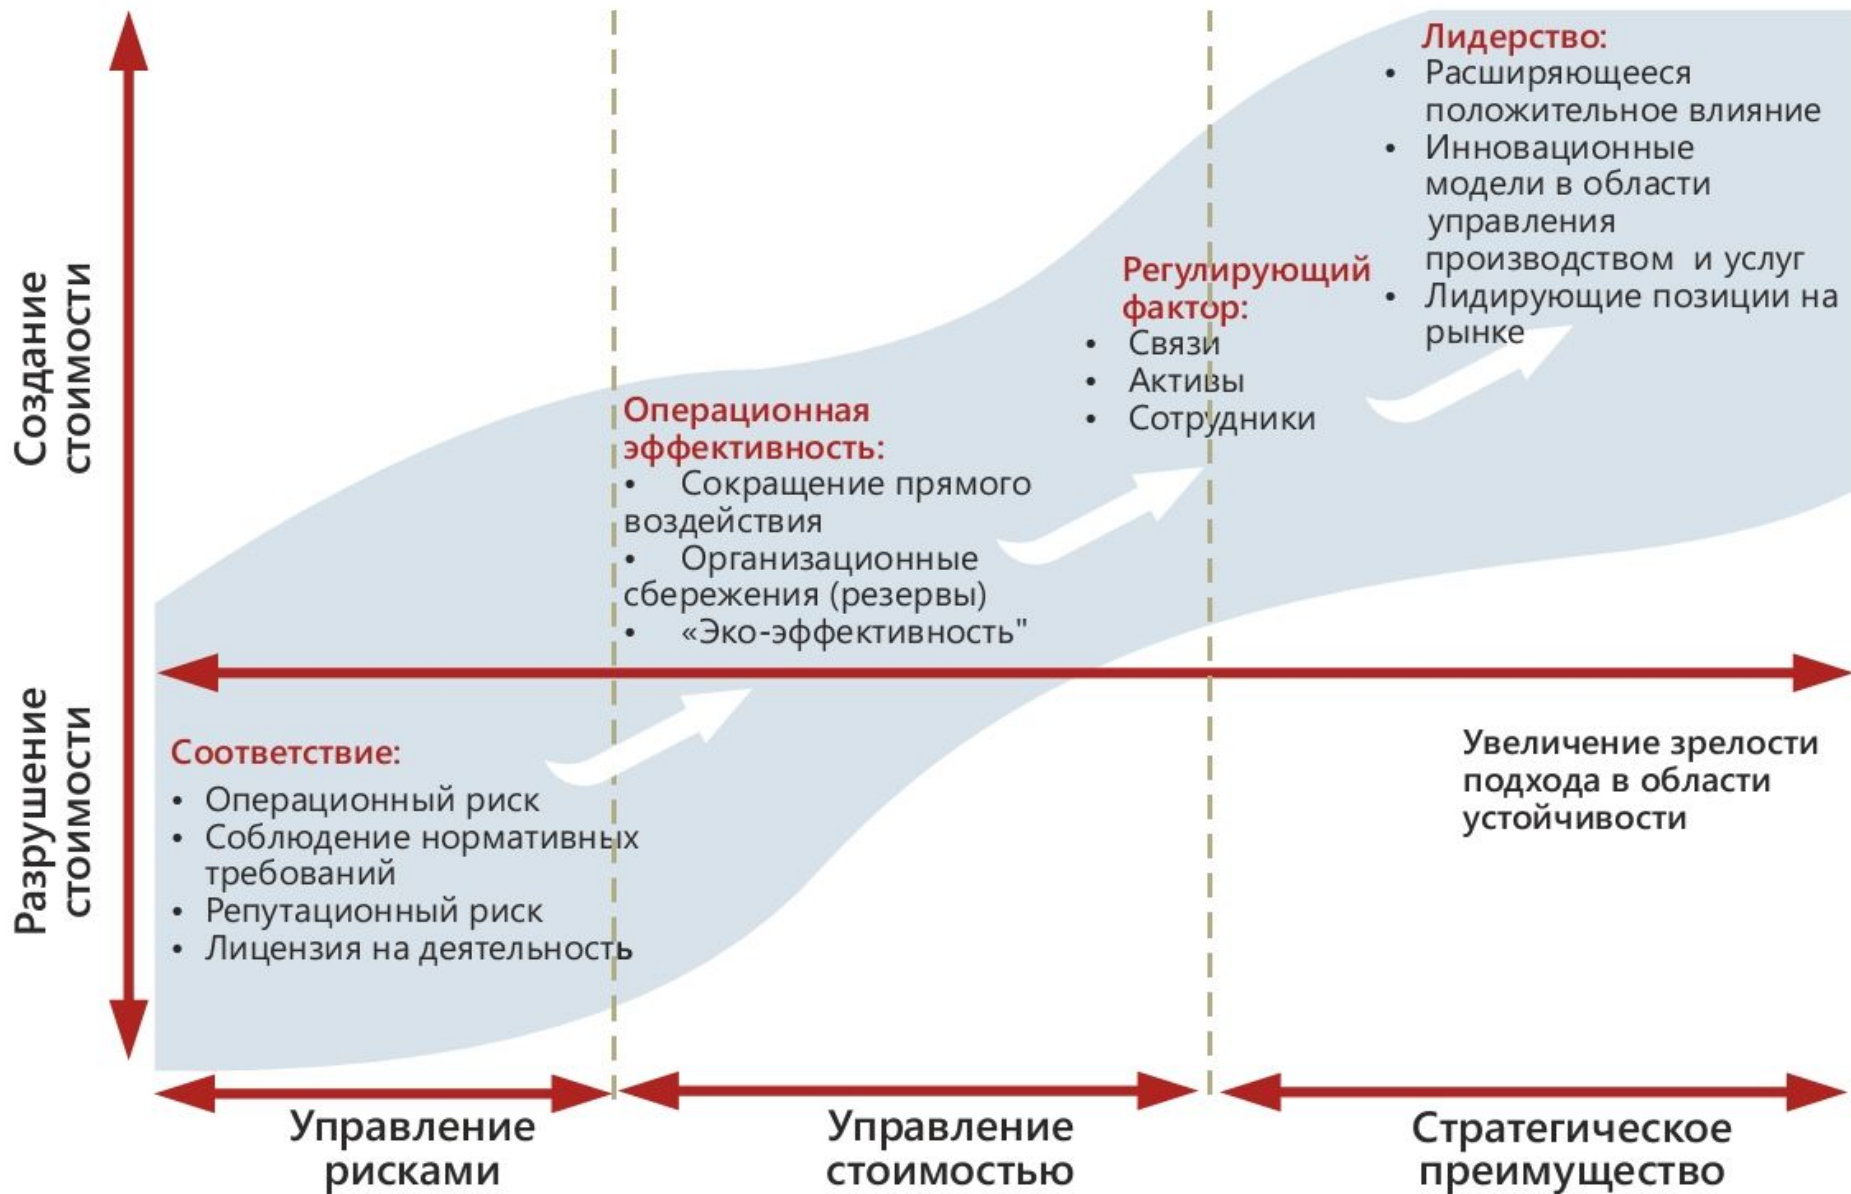 Создание
стоимости
Разрушение
стоимости
Соответствие:
• Операционный риск
• Соблюдение нормативных
требований
• Репутационный риск
• Лицензия на деятельность
Операционная
эффективность:
• Сокращение прямого
воздействия
• Организационные
сбережения (резервы)
• «Эко-эффективность"
Регулирующий
фактор:
• Связи
• Активы
• Сотрудники
Лидерство:
• Расширяющееся
положительное влияние
• Инновационные
модели в области
управления
производством и услуг
• Лидирующие позиции на
рынке
Увеличение зрелости
подхода в области
устойчивости
Управление
рисками
Управление
стоимостью
Стратегическое
преимущество